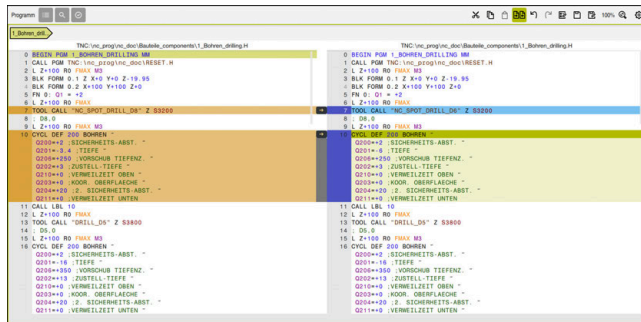 Programm
100%
1_Bohren_drill...
TNC:\nc_prog\nc_doc\Bauteile_components\1_Bohren_drilling.H
0 BEGIN PGM 1_BOHREN_DRILLING MM
1 CALL PGM TNC:\nc_prog\nc_doc\RESET.H
2 L Z+100 R0 FMAX M3
3 BLK FORM 0.1 Z X+0 Y+0 Z-19.95
4 BLK FORM 0.2 X+100 Y+100 Z+0
5 FN 0: Q1 = +2
6 L Z+100 R0 FMAX
7 TOOL CALL "NC_SPOT_DRILL_D8" Z S3200
8 ; D8,0
9 L Z+100 R0 FMAX M3
10 CYCL DEF 200 BOHREN ~
Q200=+2 ;SICHERHEITS-ABST. ~
Q201=-3.4 ;TIEFE ~
Q206=+250 ;VORSCHUB TIEFENZ. ~
Q202=+3 ;ZUSTELL-TIEFE ~
Q210=+0 ;VERWEILZEIT OBEN ~
Q203=+0 ;KOOR. OBERFLAECHE ~
Q204=+20 ;2. SICHERHEITS-ABST. ~
Q211=+0 ;VERWEILZEIT UNTEN
11 CALL LBL 10
12 L Z+100 R0 FMAX
13 TOOL CALL "DRILL_D5" Z S3800
14 ; D5,0
15 L Z+100 R0 FMAX M3
16 CYCL DEF 200 BOHREN ~
Q200=+2 ;SICHERHEITS-ABST. ~
Q201=-16 ;TIEFE ~
Q206=+350 ;VORSCHUB TIEFENZ. ~
Q202=+13 ;ZUSTELL-TIEFE ~
Q210=+0 ;VERWEILZEIT OBEN ~
Q203=+0 ;KOOR. OBERFLAECHE ~
Q204=+20 ;2. SICHERHEITS-ABST. ~
Q211=+0 ;VERWEILZEIT UNTEN ~
TNC:\nc_prog\nc_doc\Bauteile_components\1_Bohren_drilling.H
0 BEGIN PGM 1_BOHREN_DRILLING MM
1 CALL PGM TNC:\nc_prog\nc_doc\RESET.H
2 L Z+100 R0 FMAX M3
3 BLK FORM 0.1 Z X+0 Y+0 Z-19.95
4 BLK FORM 0.2 X+100 Y+100 Z+0
5 FN 0: Q1 = +2
6 L Z+100 R0 FMAX
7 TOOL CALL "NC_SPOT_DRILL_D6" Z S3200
8 ; D8,0
9 L Z+100 R0 FMAX M3
10 CYCL DEF 200 BOHREN ~
Q200=+2 ;SICHERHEITS-ABST. ~
Q201=-6 ;TIEFE ~
Q206=+250 ;VORSCHUB TIEFENZ. ~
Q202=+3 ;ZUSTELL-TIEFE ~
Q210=+0 ;VERWEILZEIT OBEN ~
Q203=+0 ;KOOR. OBERFLAECHE ~
Q204=+20 ;2. SICHERHEITS-ABST. ~
Q211=+0 ;VERWEILZEIT UNTEN
11 CALL LBL 10
12 L Z+100 R0 FMAX
13 TOOL CALL "DRILL_D5" Z S3800
14 ; D5,0
15 L Z+100 R0 FMAX M3
16 CYCL DEF 200 BOHREN ~
Q200=+2 ;SICHERHEITS-ABST. ~
Q201=-16 ;TIEFE ~
Q206=+350 ;VORSCHUB TIEFENZ. ~
Q202=+13 ;ZUSTELL-TIEFE ~
Q210=+0 ;VERWEILZEIT OBEN ~
Q203=+0 ;KOOR. OBERFLAECHE ~
Q204=+20 ;2. SICHERHEITS-ABST. ~
Q211=+0 ;VERWEILZEIT UNTEN ~